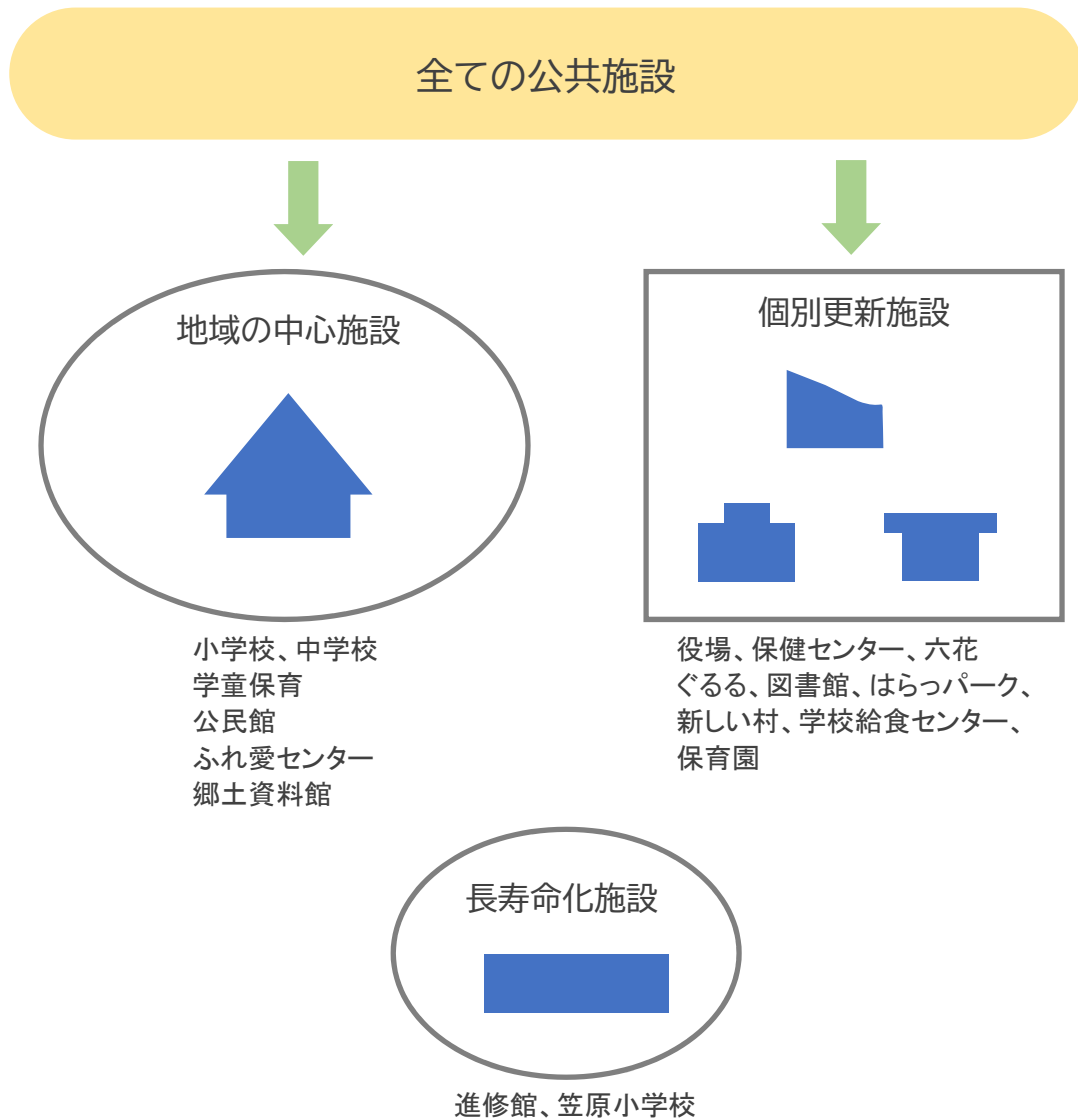 全ての公共施設
地域の中心施設
小学校、中学校
学童保育
公民館
ふれ愛センター
郷土資料館
個別更新施設
役場、保健センター、六花
ぐるる、図書館、はらっパーク、
新しい村、学校給食センター、
保育園
長寿命化施設
進修館、笠原小学校